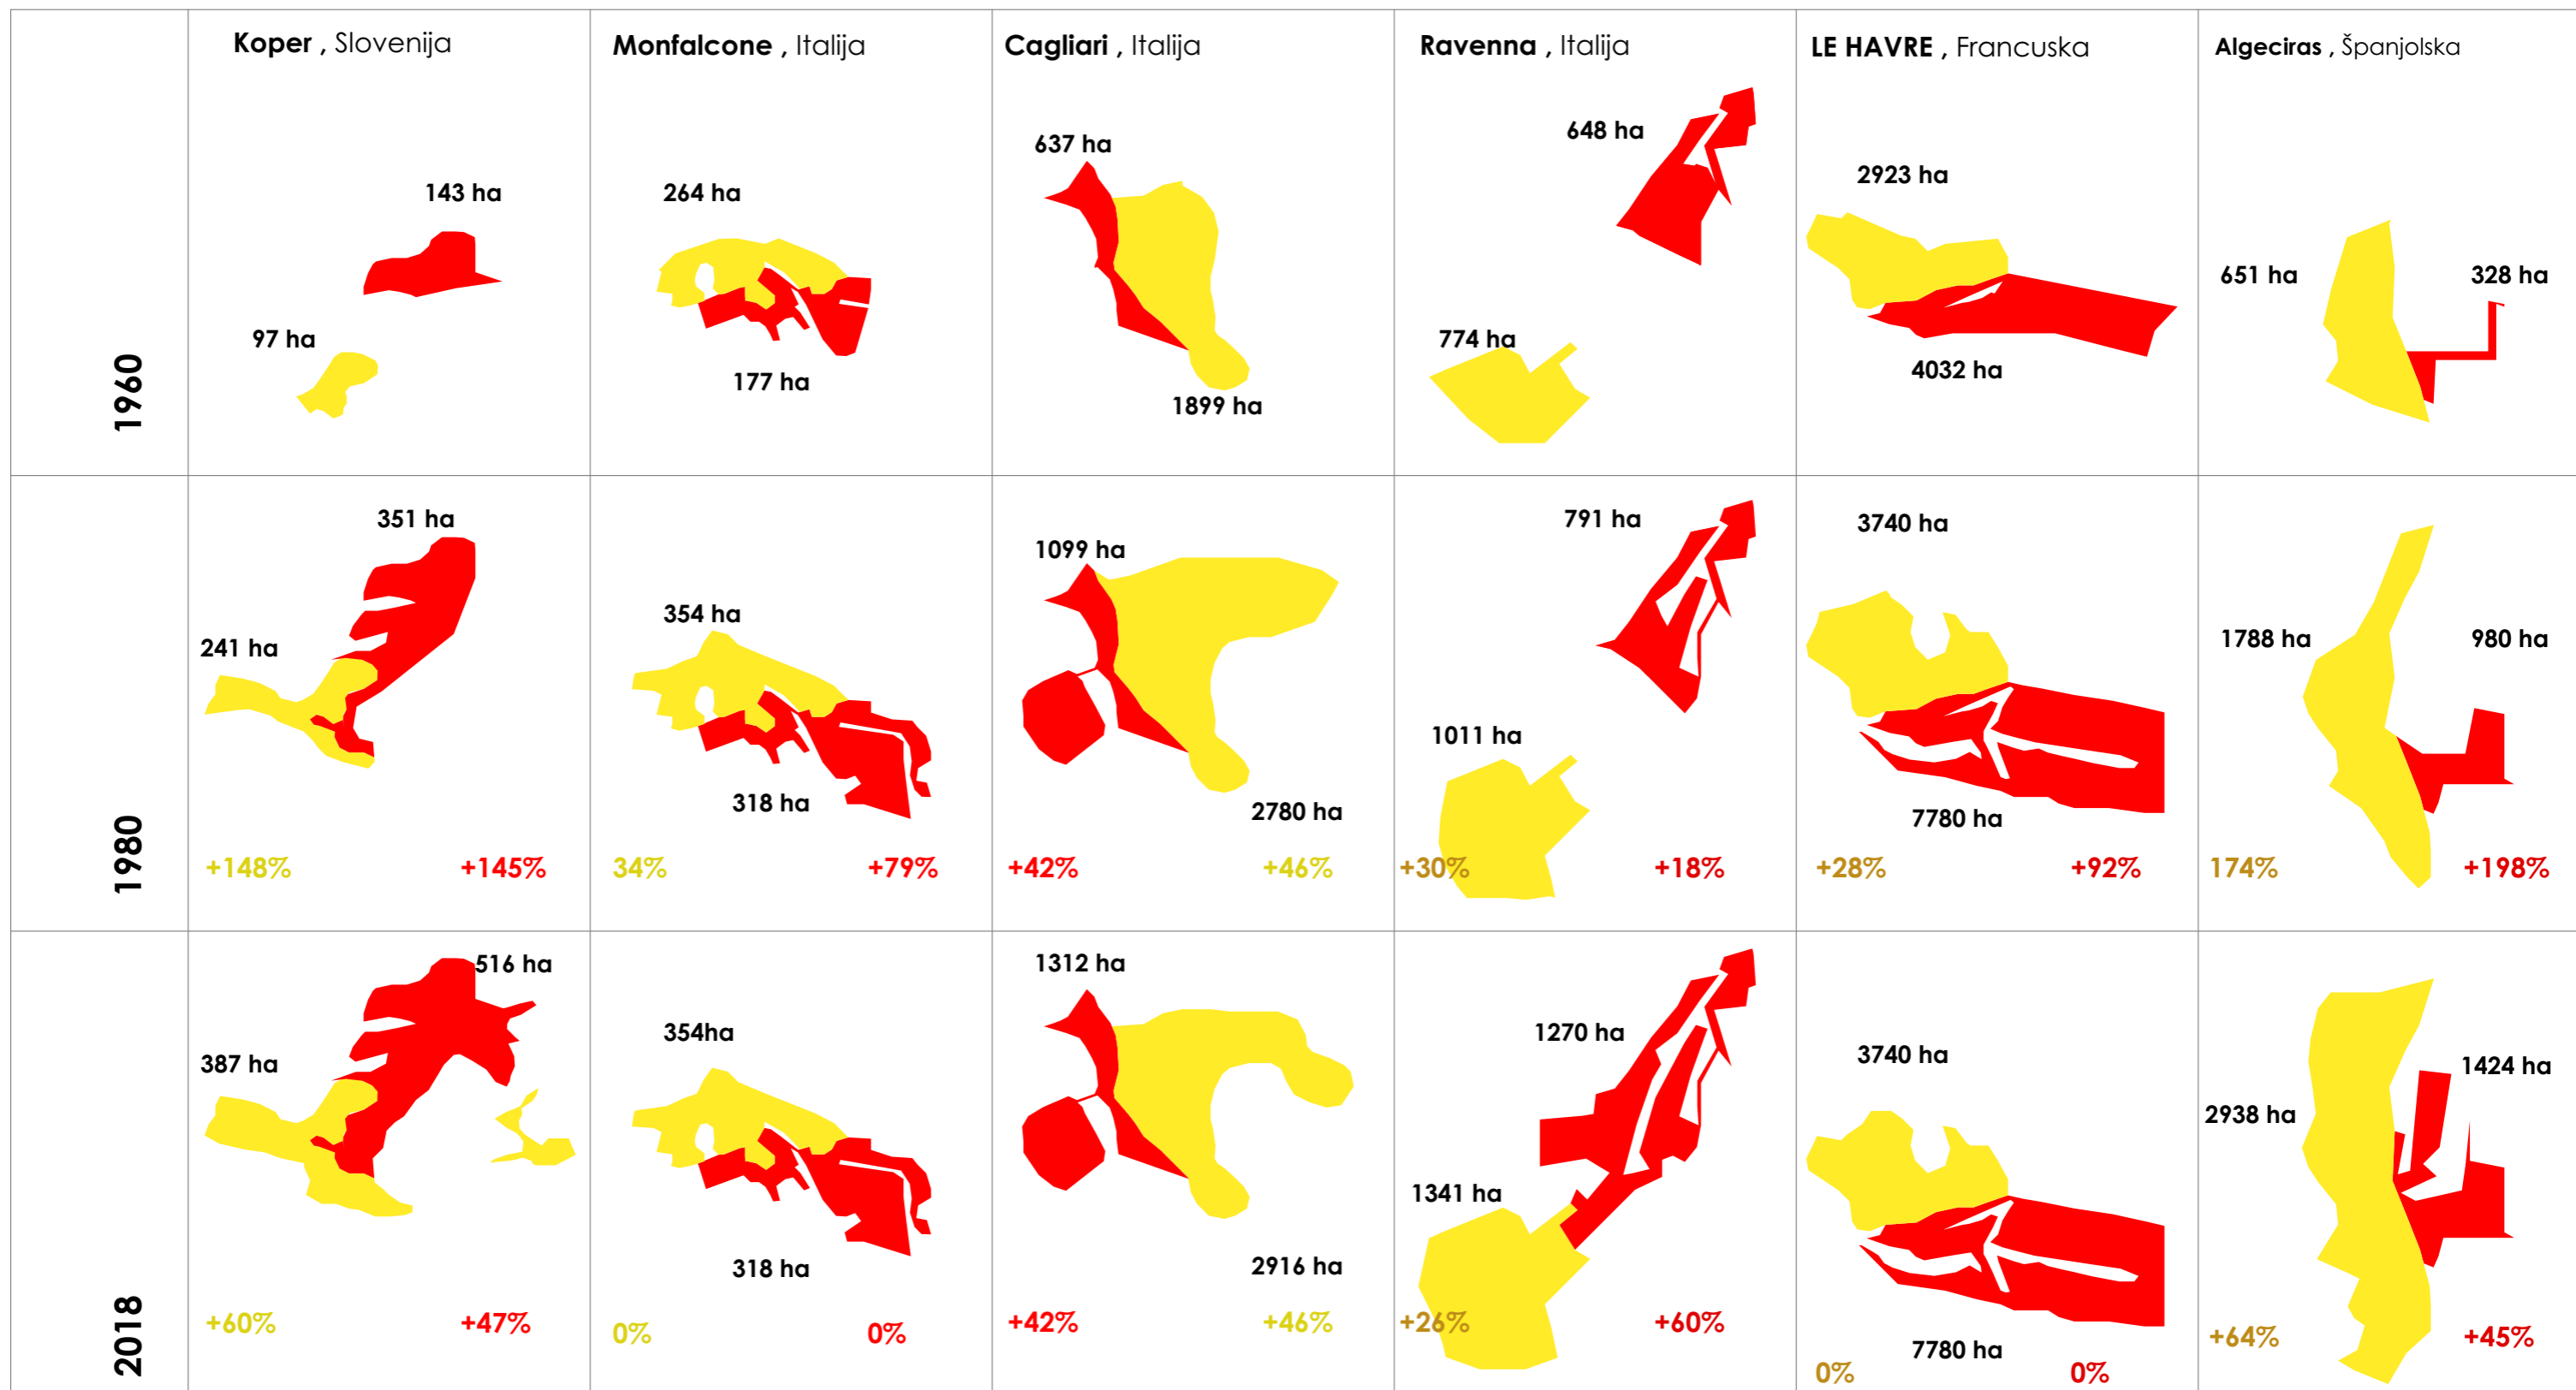 Koper , Slovenija
Monfalcone , Italija
Cagliari , Italija
Ravenna , Italija
LE HAVRE , Francuska
Algeciras , Španjolska
1960
143 ha
97 ha
264 ha
177 ha
637 ha
1899 ha
648 ha
774 ha
2923 ha
4032 ha
651 ha
328 ha
1980
351 ha
241 ha
+148%
+145%
354 ha
318 ha
34%
+79%
1099 ha
2780 ha
+42%
+46%
791 ha
1011 ha
+30%
+18%
3740 ha
7780 ha
+28%
+92%
1788 ha
980 ha
174%
+198%
2018
516 ha
387 ha
+60%
+47%
354ha
318 ha
0%
0%
1312 ha
2916 ha
+42%
+46%
1270 ha
1341 ha
+26%
+60%
3740 ha
7780 ha
0%
0%
1424 ha
2938 ha
+64%
+45%